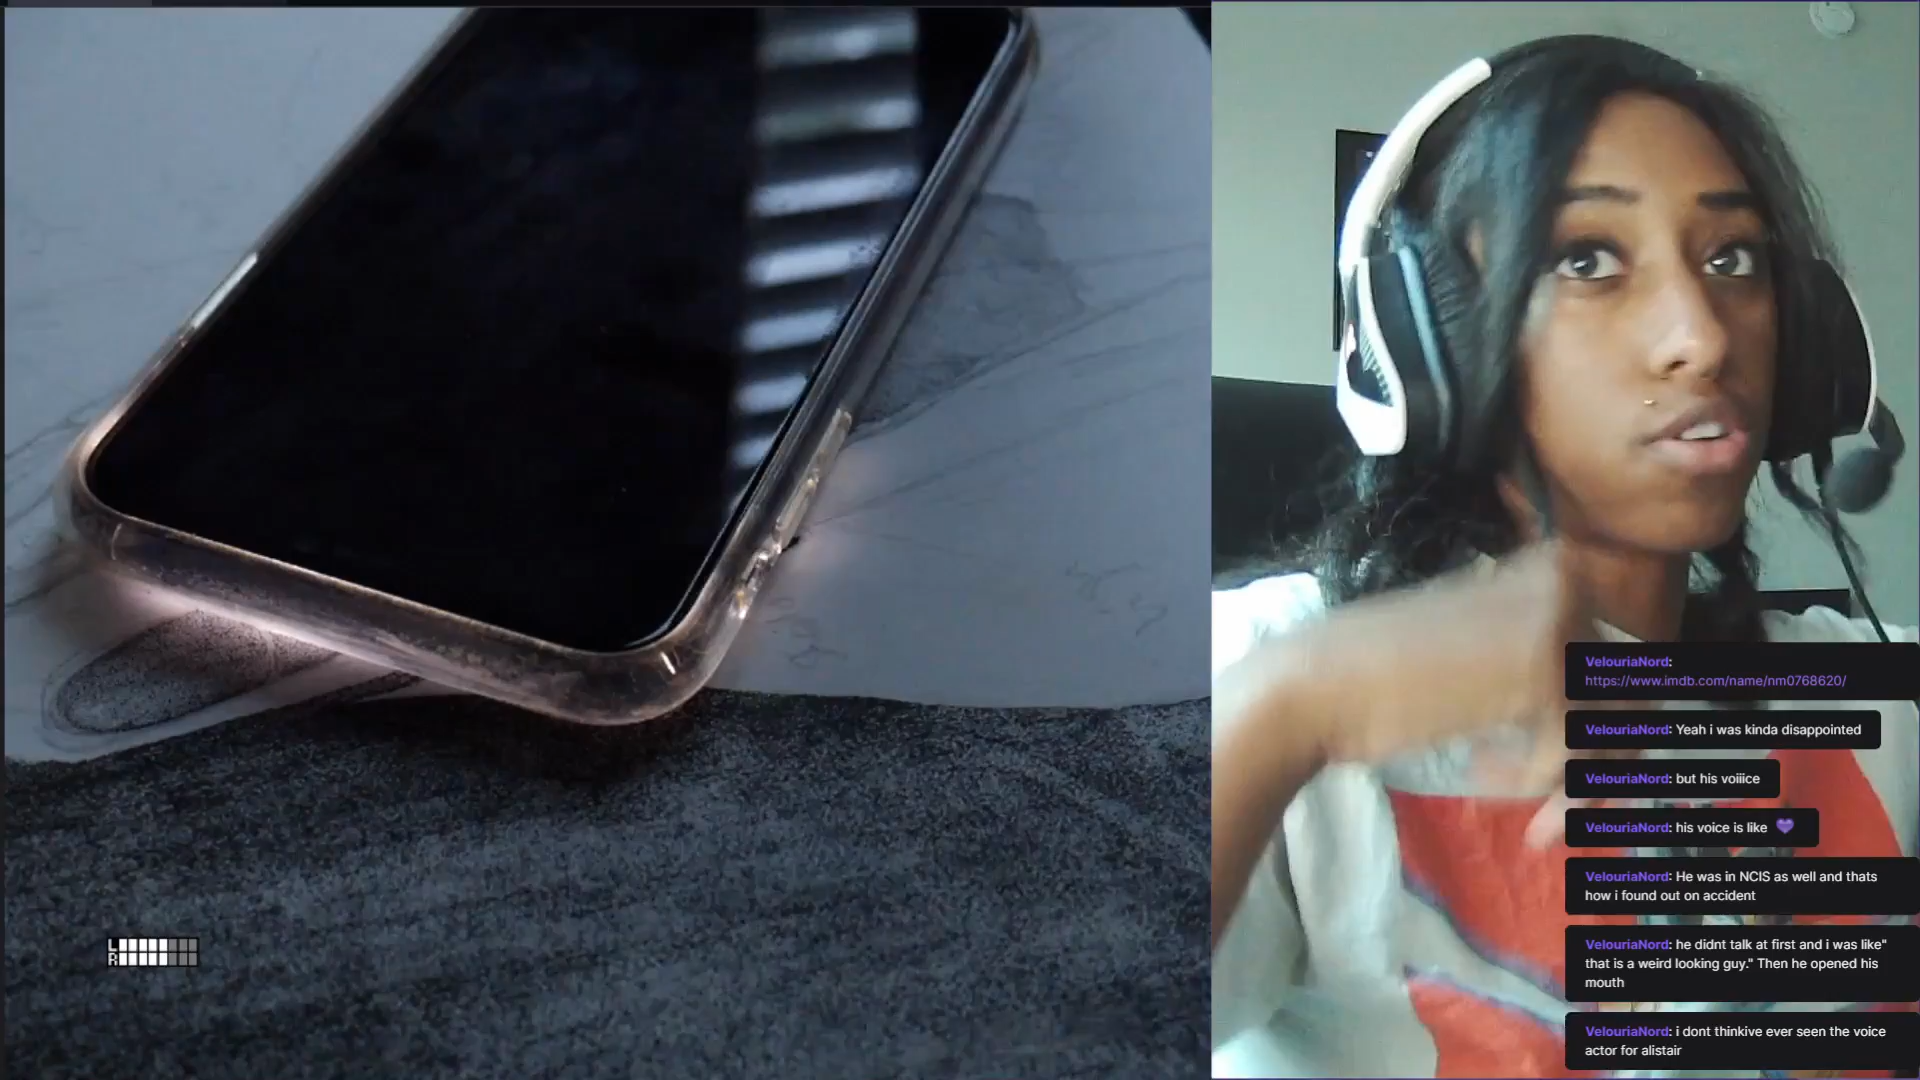 L
R
VelouriaNord:
https://www.imdb.com/name/nm0768620/
VelouriaNord: Yeah i was kinda disappointed
VelouriaNord: but his voiiice
VelouriaNord: his voice is like 💜
VelouriaNord: He was in NCIS as well and thats
how i found out on accident
VelouriaNord: he didnt talk at first and i was like"
that is a weird looking guy." Then he opened his
mouth
VelouriaNord: i dont thinkive ever seen the voice
actor for alistair